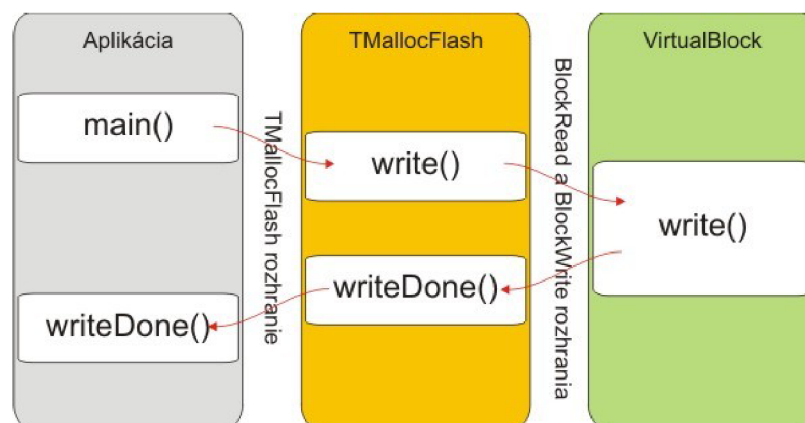 Aplikácia
TMallocFlash
VirtualBlock
main()
write()
write()
writeDone()
writeDone()
TMallocFlash rozhranie
BlockRead a BlockWrite rozhrania